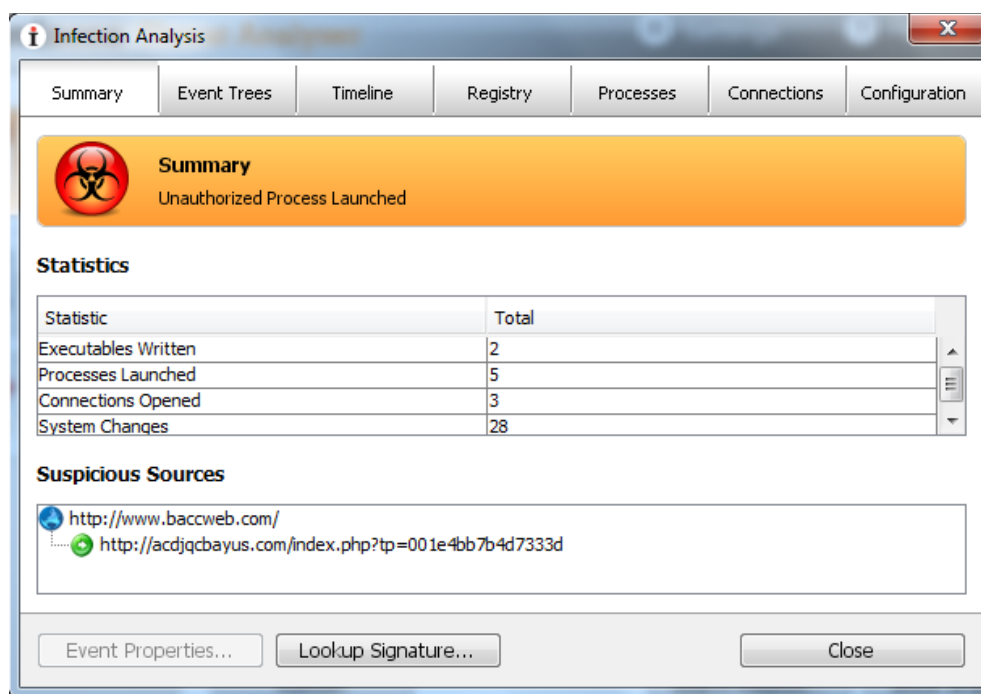 Infection Analysis
Summary Event Trees Timeline Registry Processes Connections Configuration
Summary
Unauthorized Process Launched
Statistics
Statistic Total
Executables Written 2
Processes Launched 5
Connections Opened 3
System Changes 28
Suspicious Sources
http://www.baccweb.com/
http://acdjqcbayus.com/index.php?tp=001e4bb7b4d7333d
Event Properties... Lookup Signature... Close